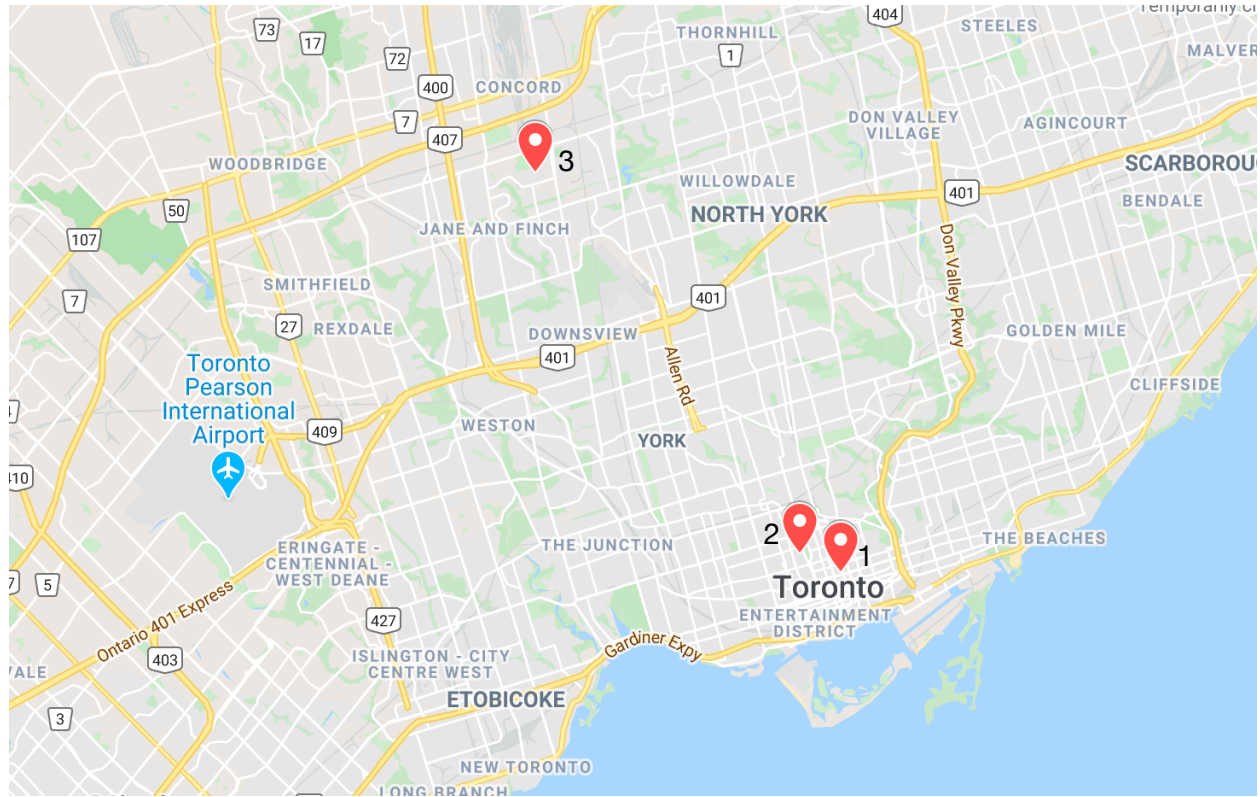 Temporarily cl
404
STEELES
73
17
THORNHILL
1
MALVER
72
400
CONCORD
7
407
DON VALLEY
VILLAGE
AGINCOURT
3
WOODBRIDGE
SCARBOROU
WILLOWDALE
401
50
NORTH YORK
BENDALE
107
JANE AND FINCH
Don Valley Pkwy
SMITHFIELD
7
401
27
REXDALE
DOWNSVIEW
GOLDEN MILE
401
Toronto
Pearson
International
Airport
Allen Rd
CLIFFSIDE
409
WESTON
YORK
410
2
1
THE JUNCTION
THE BEACHES
ERINGATE -
CENTENNIAL -
WEST DEANE
Toronto
5
ENTERTAINMENT
DISTRICT
Ontario 401 Express
427
Gardiner Expy
403
ISLINGTON - CITY
CENTRE WEST
VALE
ETOBICOKE
3
NEW TORONTO
LONG BRANCH